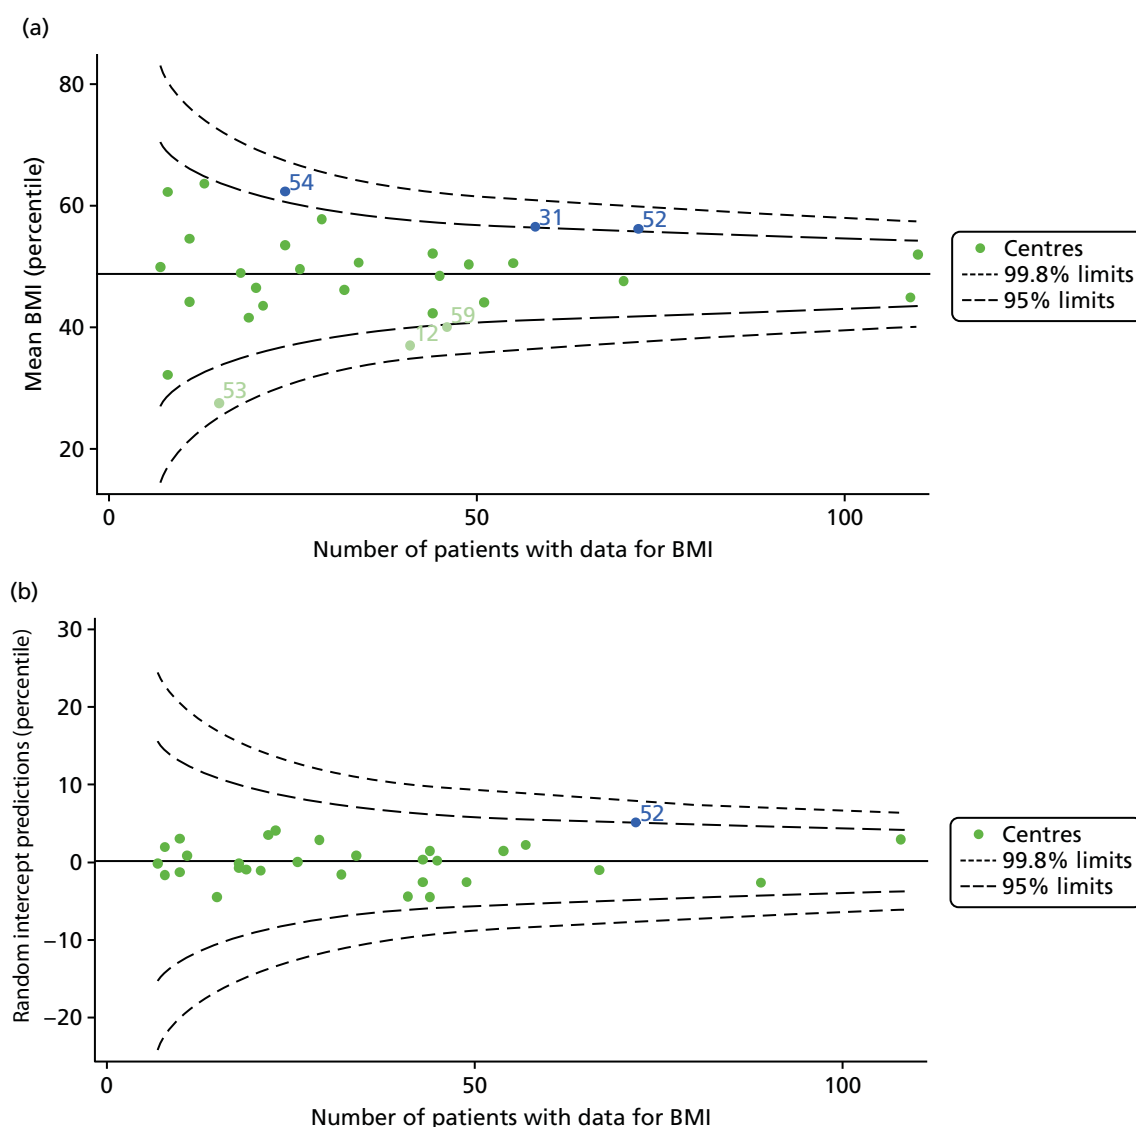 (a)
Mean BMI (percentile)
80
60
40
20
54
31
52
59
12
53
0
50
100
Number of patients with data for BMI
Centres
99.8% limits
95% limits
(b)
Random intercept predictions (percentile)
30
20
10
0
−10
−20
52
0
50
100
Number of patients with data for BMI
Centres
99.8% limits
95% limits